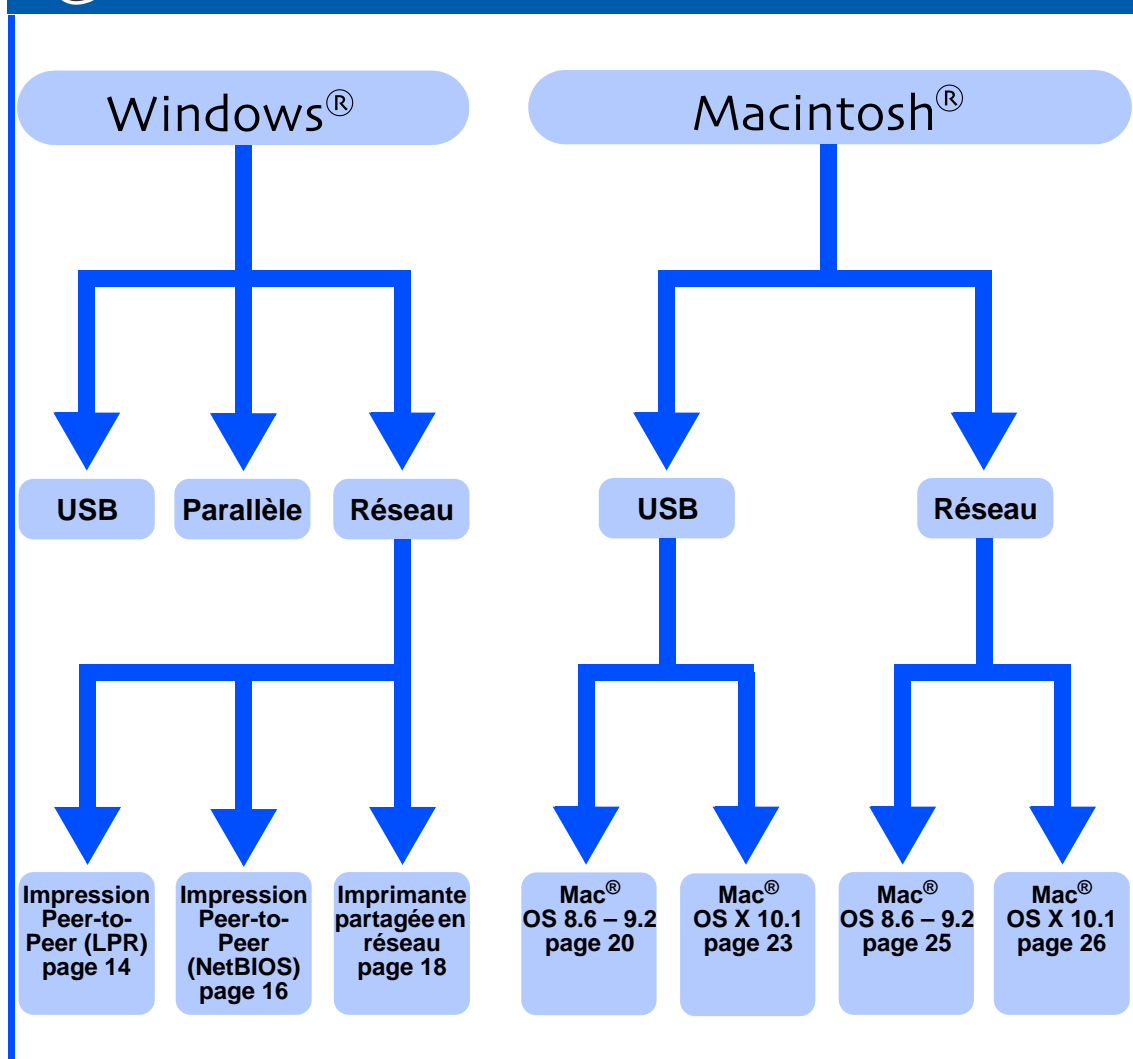 Windows®
Macintosh®
USB
Parallèle
Réseau
USB
Réseau
Impression
Peer-to-
Peer (LPR)
page 14
Impression
Peer-to-
Peer
(NetBIOS)
page 16
Imprimante
partagée en
réseau
page 18
Mac®
OS 8.6 – 9.2
page 20
Mac®
OS X 10.1
page 23
Mac®
OS 8.6 – 9.2
page 25
Mac®
OS X 10.1
page 26